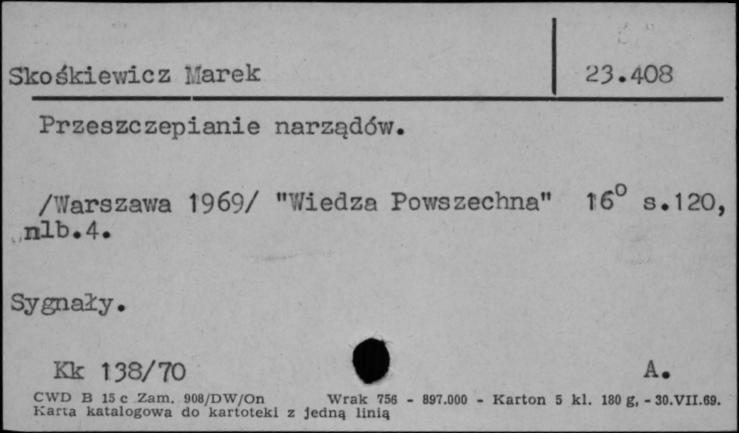 Skośkiewicz Marek 23.408
Przeszczepianie narządów.
/Warszawa 1969/ "Wiedza Powszechna" 16° s.120,
nlb.4.
Sygnały.
Kk 138/70 A.
CWD B 15 c Zam. 908/DW/On Wrak 756 - 897.000 - Karton 5 kl. 180 g, - 30.VII.69.
Karta katalogowa do kartoteki z jedną linią